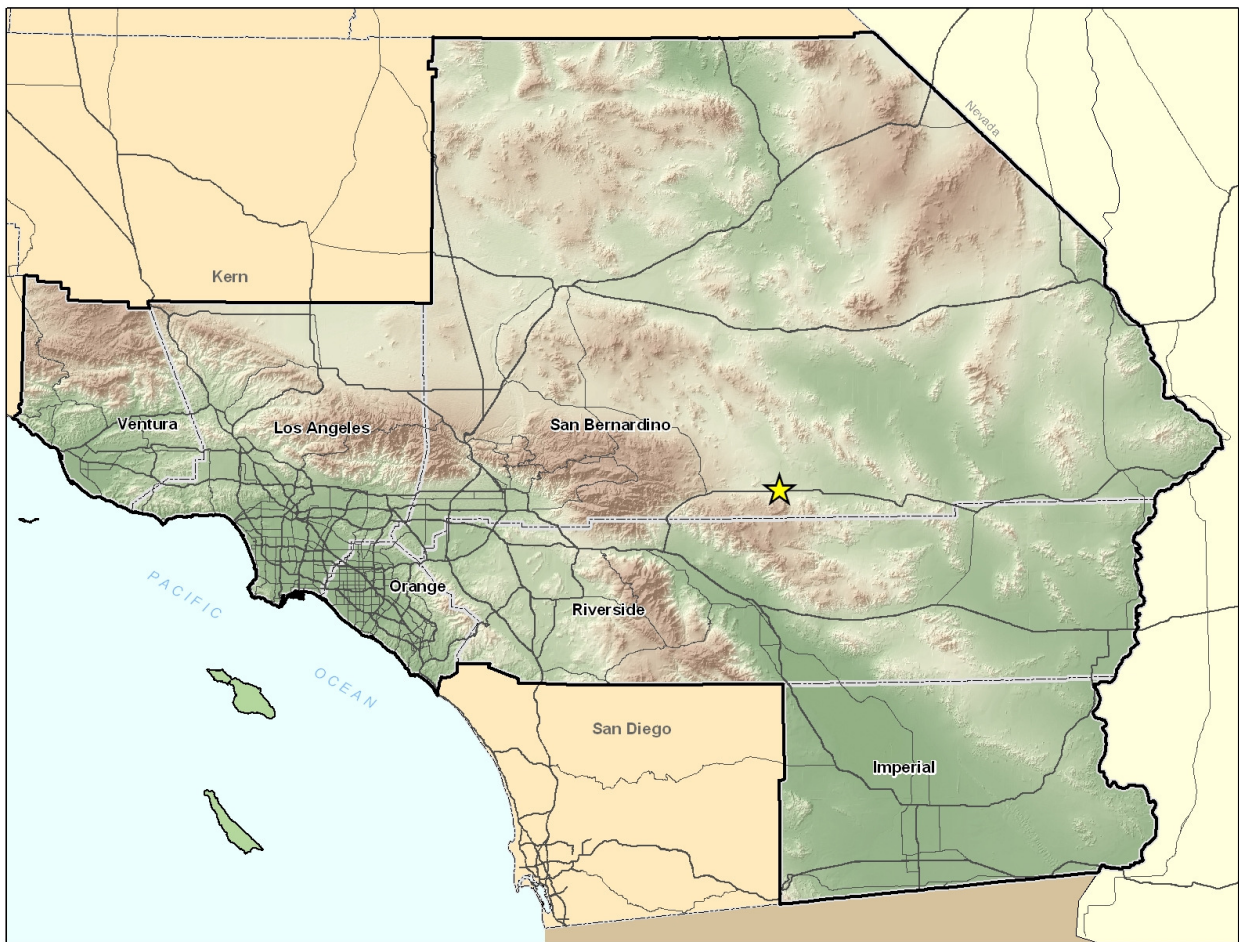 Nevada
Kern
Ventura
Los Angeles
San Bernardino
Orange
Riverside
PACIFIC
OCEAN
San Diego
Imperial